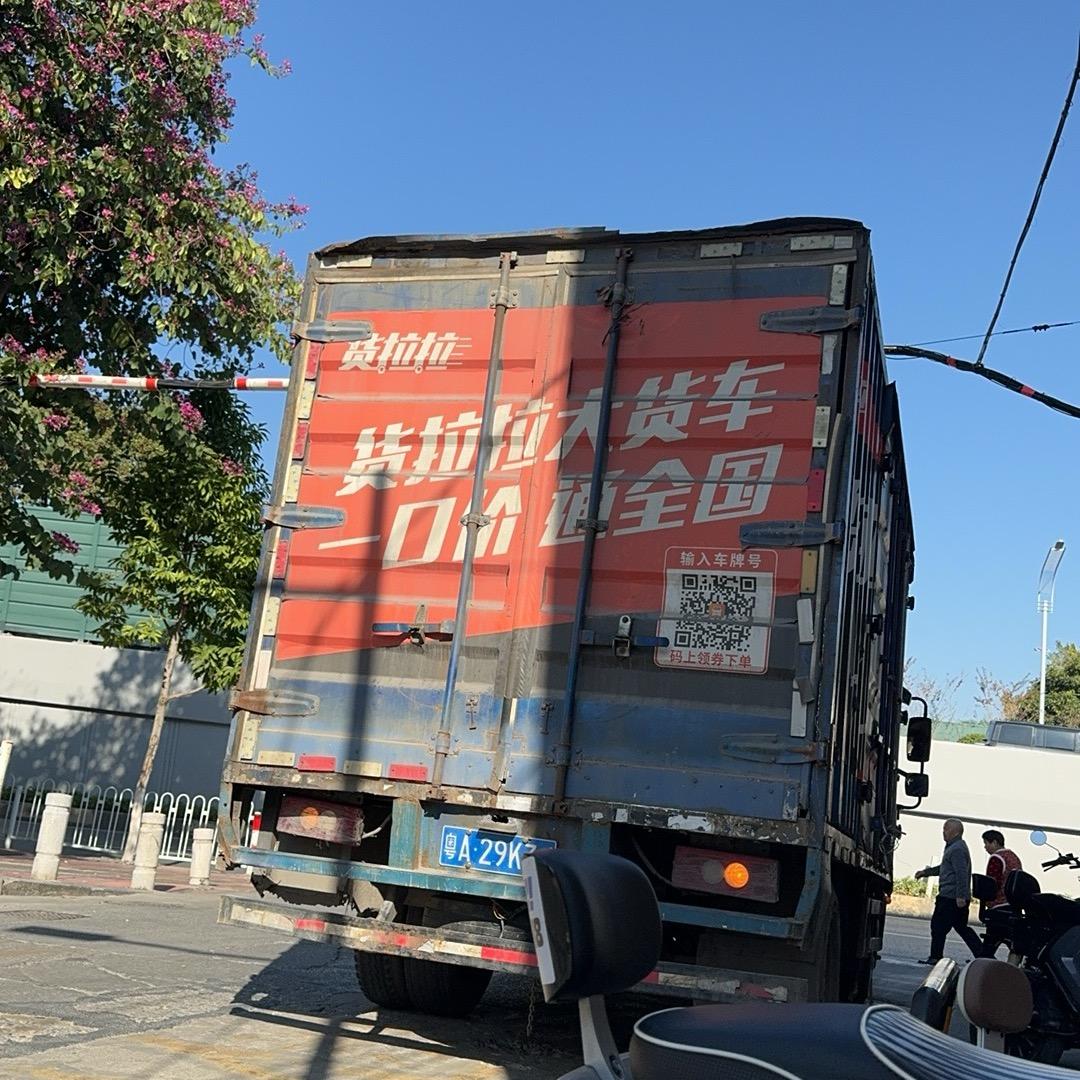 货拉拉
货拉拉大货车
一口价 通全国
输入车牌号
码上领券下单
粤A·29K